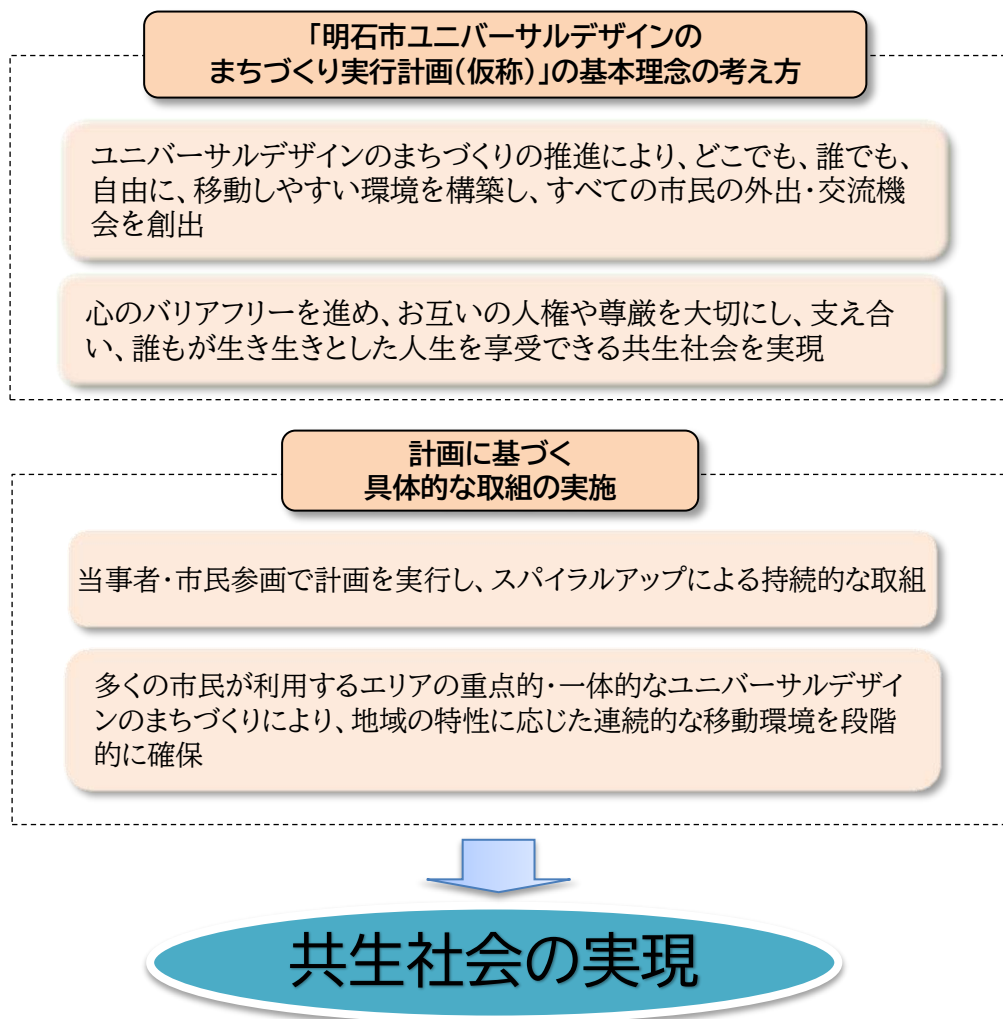 「明石市ユニバーサルデザインの
まちづくり実行計画(仮称)」の基本理念の考え方
ユニバーサルデザインのまちづくりの推進により、どこでも、誰でも、
自由に、移動しやすい環境を構築し、すべての市民の外出・交流機
会を創出
心のバリアフリーを進め、お互いの人権や尊厳を大切にし、支え合
い、誰もが生き生きとした人生を享受できる共生社会を実現
計画に基づく
具体的な取組の実施
当事者・市民参画で計画を実行し、スパイラルアップによる持続的な取組
多くの市民が利用するエリアの重点的・一体的なユニバーサルデザイ
ンのまちづくりにより、地域の特性に応じた連続的な移動環境を段階
的に確保
共生社会の実現